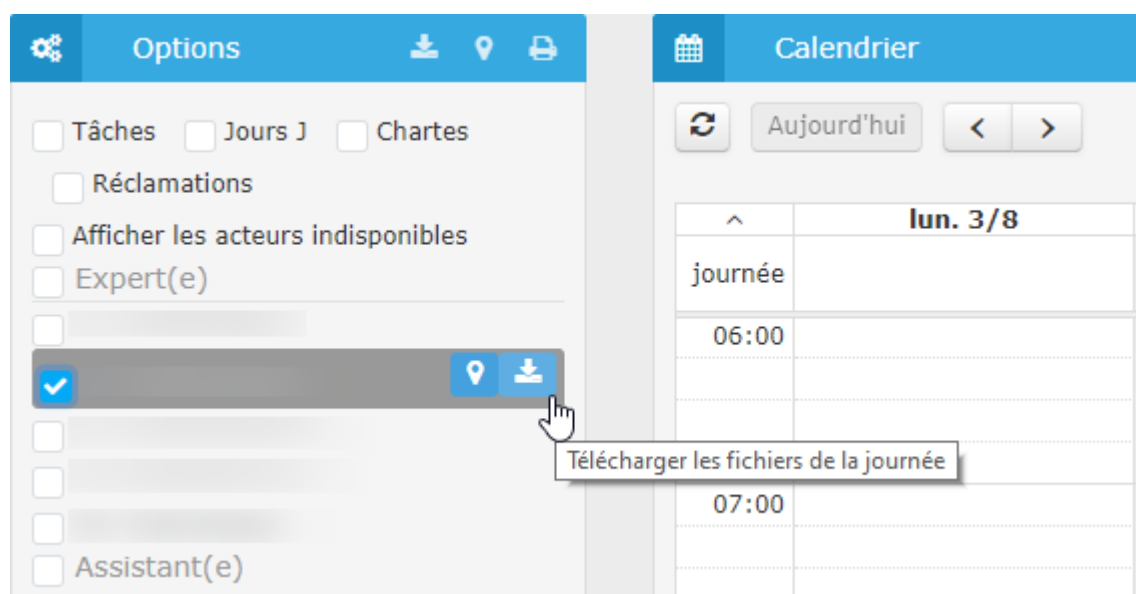 Options
Tâches Jours J Chartes
Réclamations
Afficher les acteurs indisponibles
Expert(e)
Assistant(e)
Calendrier
Aujourd'hui
lun. 3/8
journée
06:00
Télécharger les fichiers de la journée
07:00